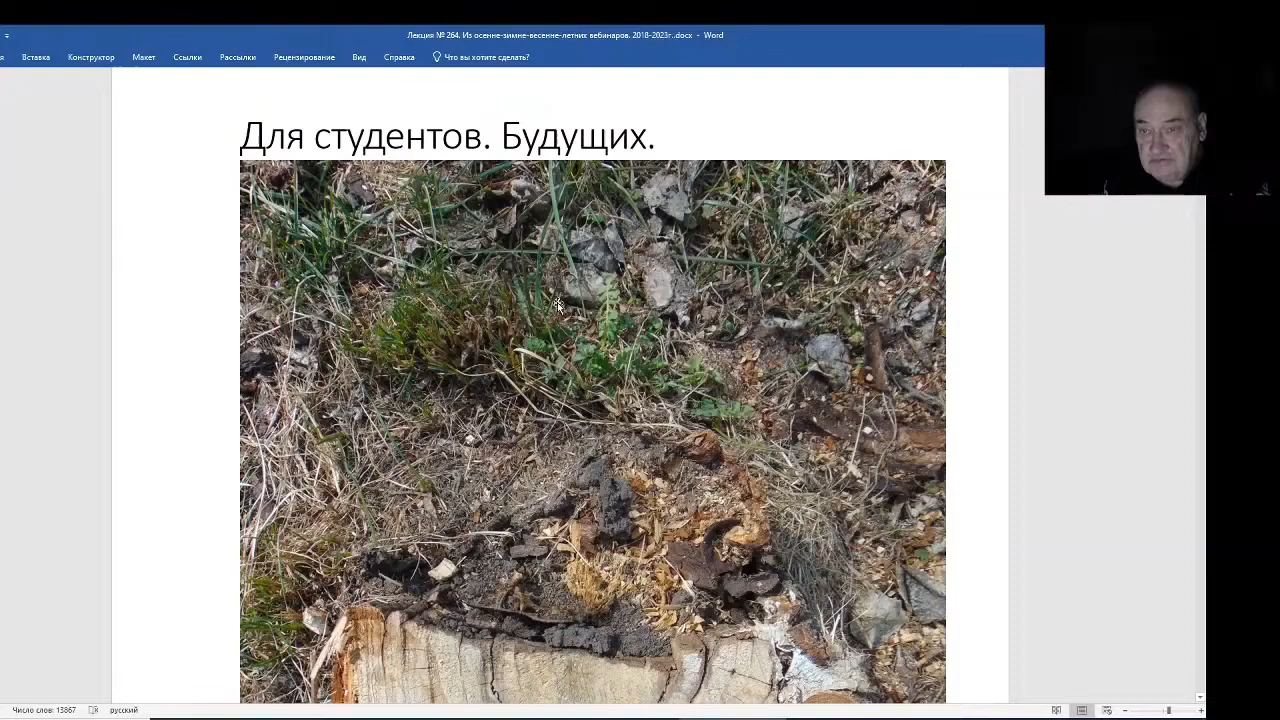 Лекция № 264. Из осенне-зимне-весенне-летних вебинаров. 2018-2023г..docx - Word
Вставка Конструктор Макет Ссылки Рассылки Рецензирование Вид Справка Что вы хотите сделать?
Для студентов. Будущих.
Число слов: 13867 русский